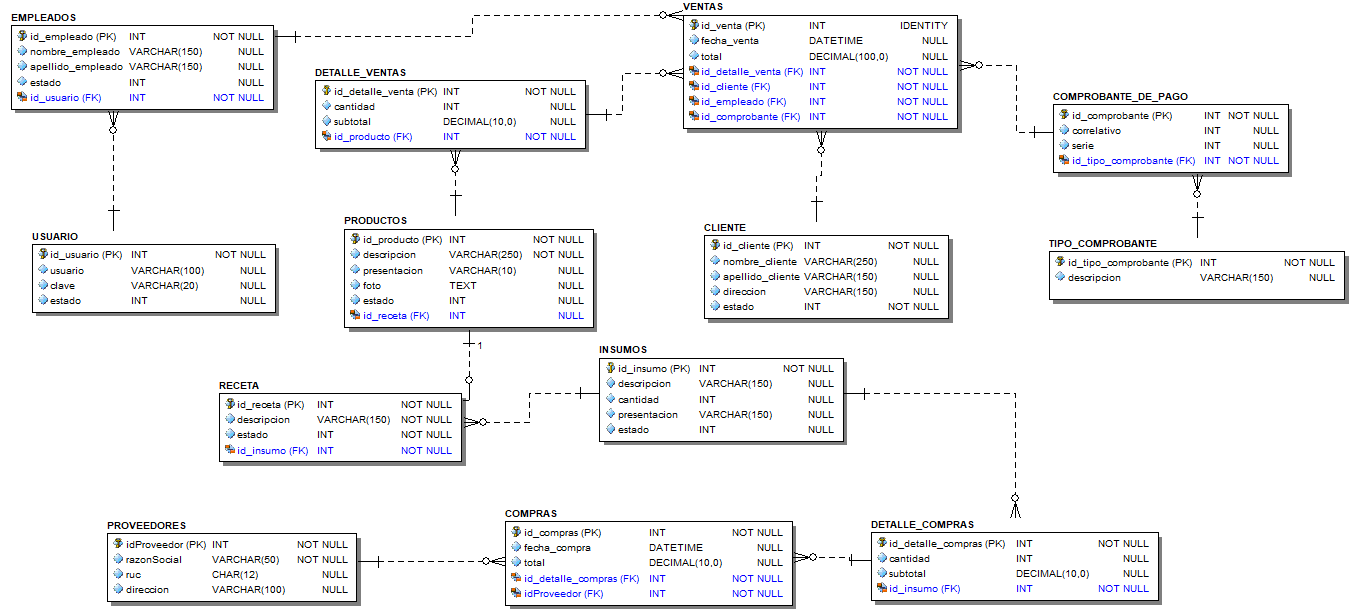 EMPLEADOS
id_empleado (PK) INT NOT NULL
nombre_empleado VARCHAR(150) NULL
apellido_empleado VARCHAR(150) NULL
estado INT NULL
id_usuario (FK) INT NOT NULL
VENTAS
id_venta (PK) INT IDENTITY
fecha_venta DATETIME NULL
total DECIMAL(100,0) NULL
id_detalle_venta (FK) INT NOT NULL
id_cliente (FK) INT NOT NULL
id_empleado (FK) INT NOT NULL
id_comprobante (FK) INT NOT NULL
DETALLE_VENTAS
id_detalle_venta (PK) INT NOT NULL
cantidad INT NULL
subtotal DECIMAL(10,0) NULL
id_producto (FK) INT NOT NULL
COMPROBANTE_DE_PAGO
id_comprobante (PK) INT NOT NULL
correlativo INT NULL
serie INT NULL
id_tipo_comprobante (FK) INT NOT NULL
USUARIO
id_usuario (PK) INT NOT NULL
usuario VARCHAR(100) NULL
clave VARCHAR(20) NULL
estado INT NULL
PRODUCTOS
id_producto (PK) INT NOT NULL
descripcion VARCHAR(250) NOT NULL
presentacion VARCHAR(10) NULL
foto TEXT NULL
estado INT NULL
id_receta (FK) INT NULL
1
CLIENTE
id_cliente (PK) INT NOT NULL
nombre_cliente VARCHAR(250) NULL
apellido_cliente VARCHAR(150) NULL
direccion VARCHAR(150) NULL
estado INT NOT NULL
TIPO_COMPROBANTE
id_tipo_comprobante (PK) INT NOT NULL
descripcion VARCHAR(150) NULL
RECETA
id_receta (PK) INT NOT NULL
descripcion VARCHAR(150) NOT NULL
estado INT NOT NULL
id_insumo (FK) INT NOT NULL
INSUMOS
id_insumo (PK) INT NOT NULL
descripcion VARCHAR(150) NULL
cantidad INT NULL
presentacion VARCHAR(150) NULL
estado INT NULL
PROVEEDORES
idProveedor (PK) INT NOT NULL
razonSocial VARCHAR(50) NOT NULL
ruc CHAR(12) NULL
direccion VARCHAR(100) NULL
COMPRAS
id_compras (PK) INT NOT NULL
fecha_compra DATETIME NULL
total DECIMAL(10,0) NULL
id_detalle_compras (FK) INT NOT NULL
idProveedor (FK) INT NOT NULL
DETALLE_COMPRAS
id_detalle_compras (PK) INT NOT NULL
cantidad INT NULL
subtotal DECIMAL(10,0) NULL
id_insumo (FK) INT NOT NULL